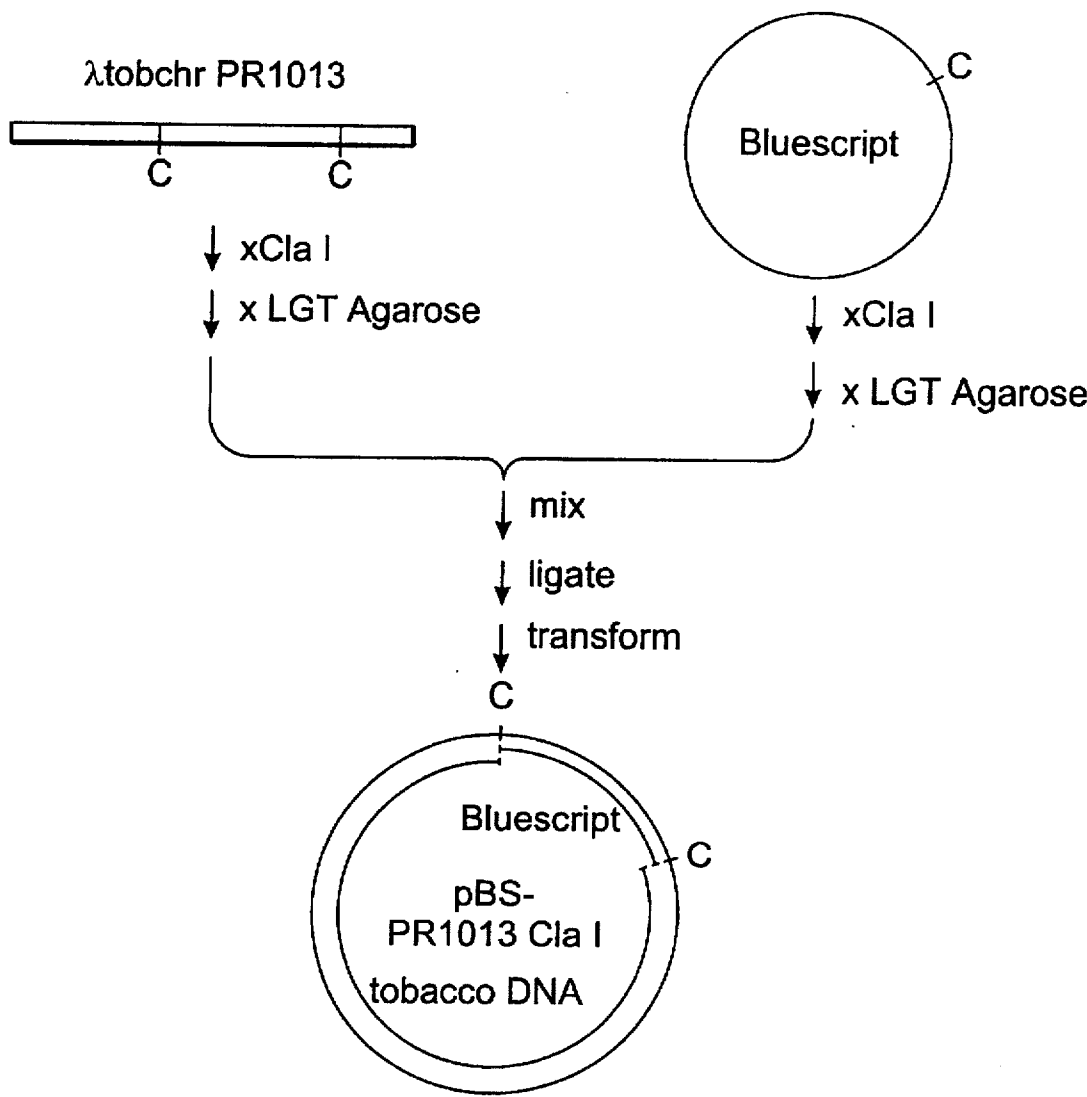 λtobchr PR1013
C
C
xCla I
x LGT Agarose
C
Bluescript
xCla I
x LGT Agarose
mix
ligate
transform
C
Bluescript
C
pBS-
PR1013 Cla I
tobacco DNA